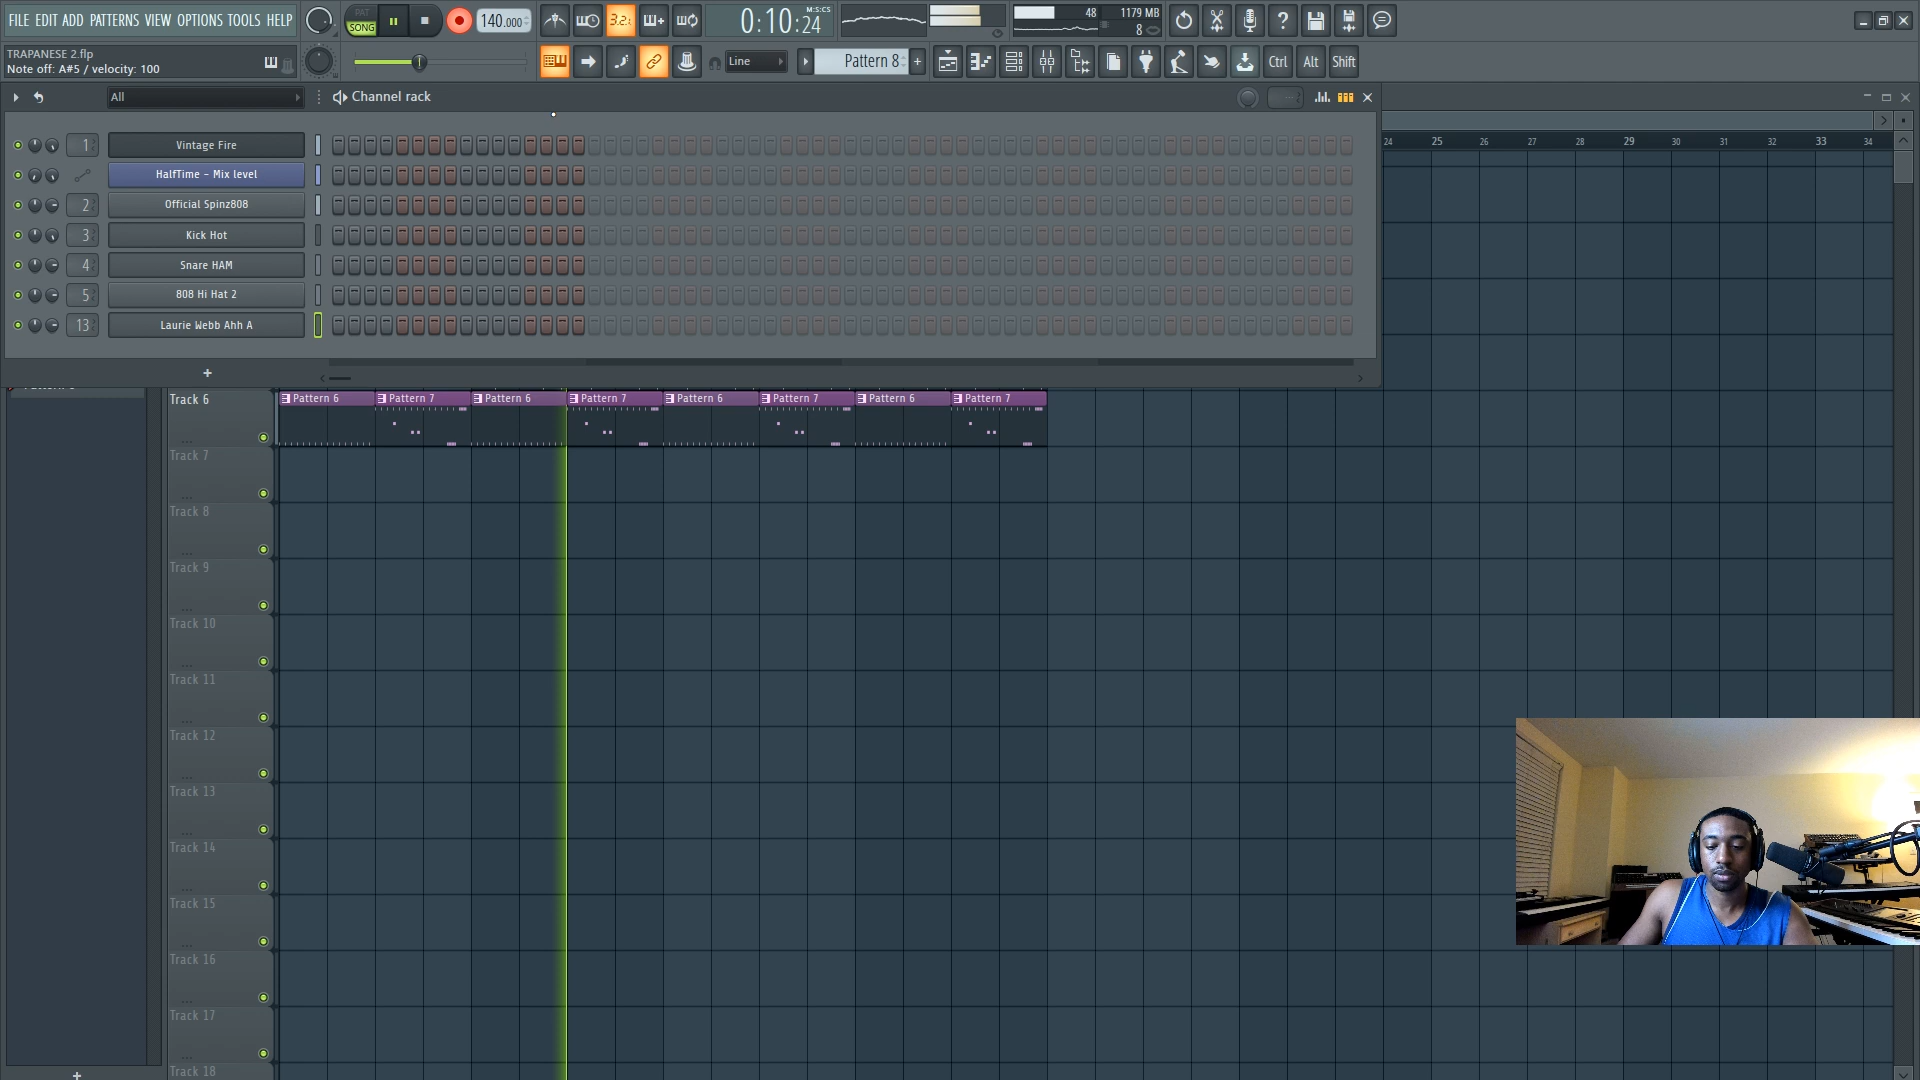 FILE EDIT ADD PATTERNS VIEW OPTIONS TOOLS HELP
PAT
SONG
140.000
3.2.
0:10:24
M:S:CS
48
1179 MB
8
TRAPANESE 2.flp
Note off: A#5 / velocity: 100
Line
Pattern 8
+
Ctrl
Alt
Shift
All
Channel rack
1
Vintage Fire
HalfTime - Mix level
2
Official Spinz808
3
Kick Hot
4
Snare HAM
5
808 Hi Hat 2
13
Laurie Webb Ahh A
+
24 25 26 27 28 29 30 31 32 33 34
Track 6
Pattern 6
Pattern 7
Pattern 6
Pattern 7
Pattern 6
Pattern 7
Pattern 6
Pattern 7
Track 7
Track 8
Track 9
Track 10
Track 11
Track 12
Track 13
Track 14
Track 15
Track 16
Track 17
Track 18
+